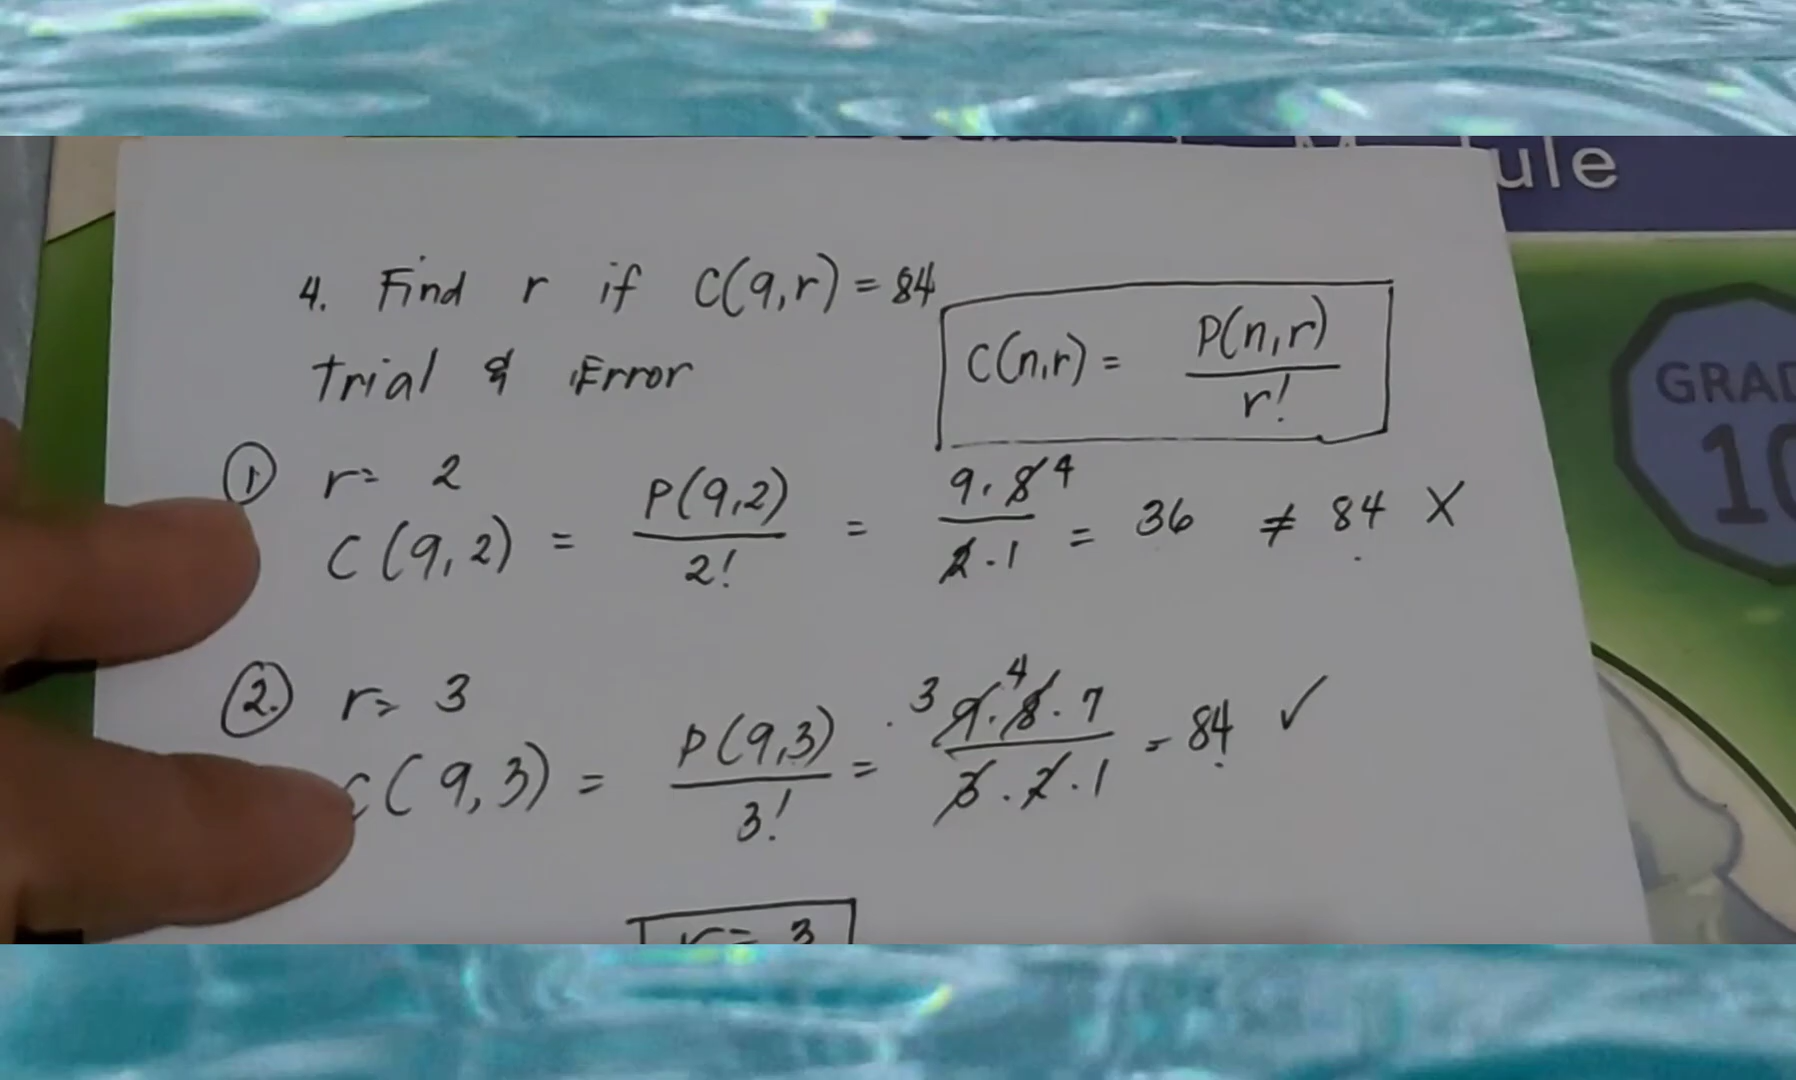 ule
GRAD
10
4. Find r if C(9,r) = 84
Trial & Error
C(n,r) = P(n,r) / r!
① r= 2
C(9,2) = P(9,2) / 2! = 9.8 4 / 2.1 = 36 ≠ 84 X
②. r= 3
C(9,3) = P(9,3) / 3! = 3 9. 4 8.7 / 3.2.1 = 84 ✓
r= 3